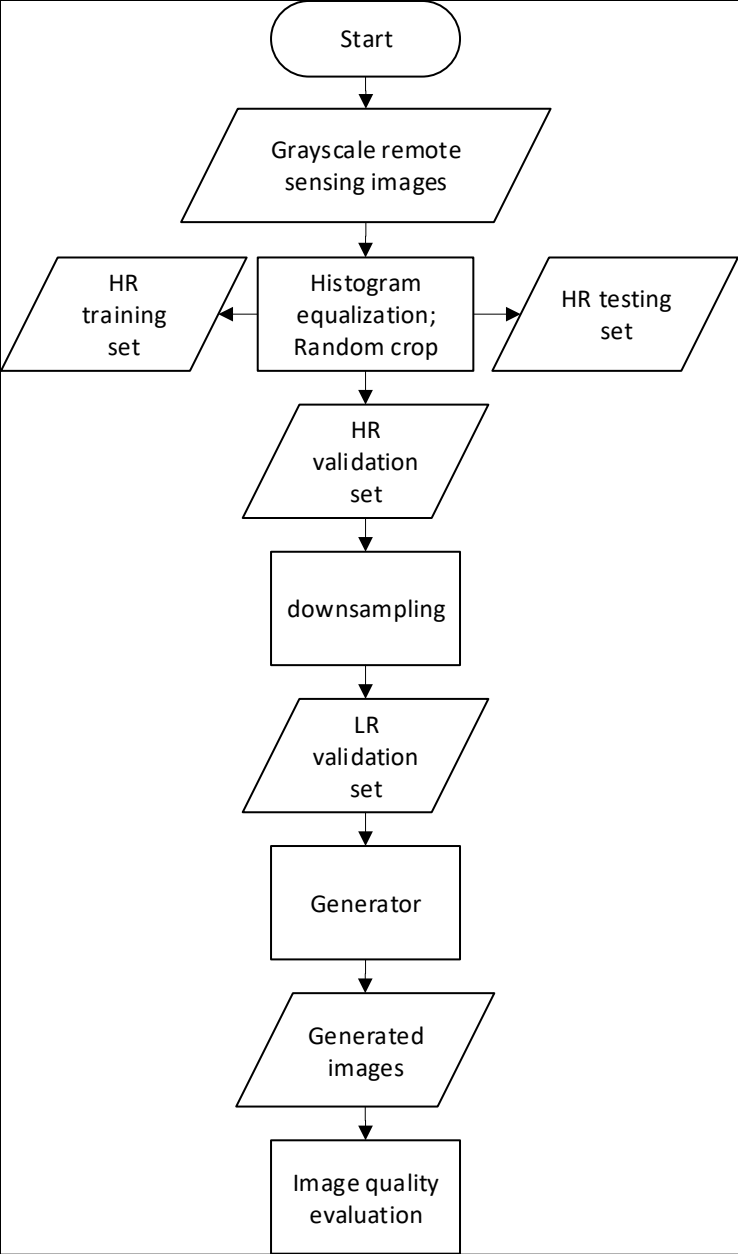 Start
Grayscale remote
sensing images
HR
training
set
Histogram
equalization;
Random crop
HR testing
set
HR
validation
set
downsampling
LR
validation
set
Generator
Generated
images
Image quality
evaluation